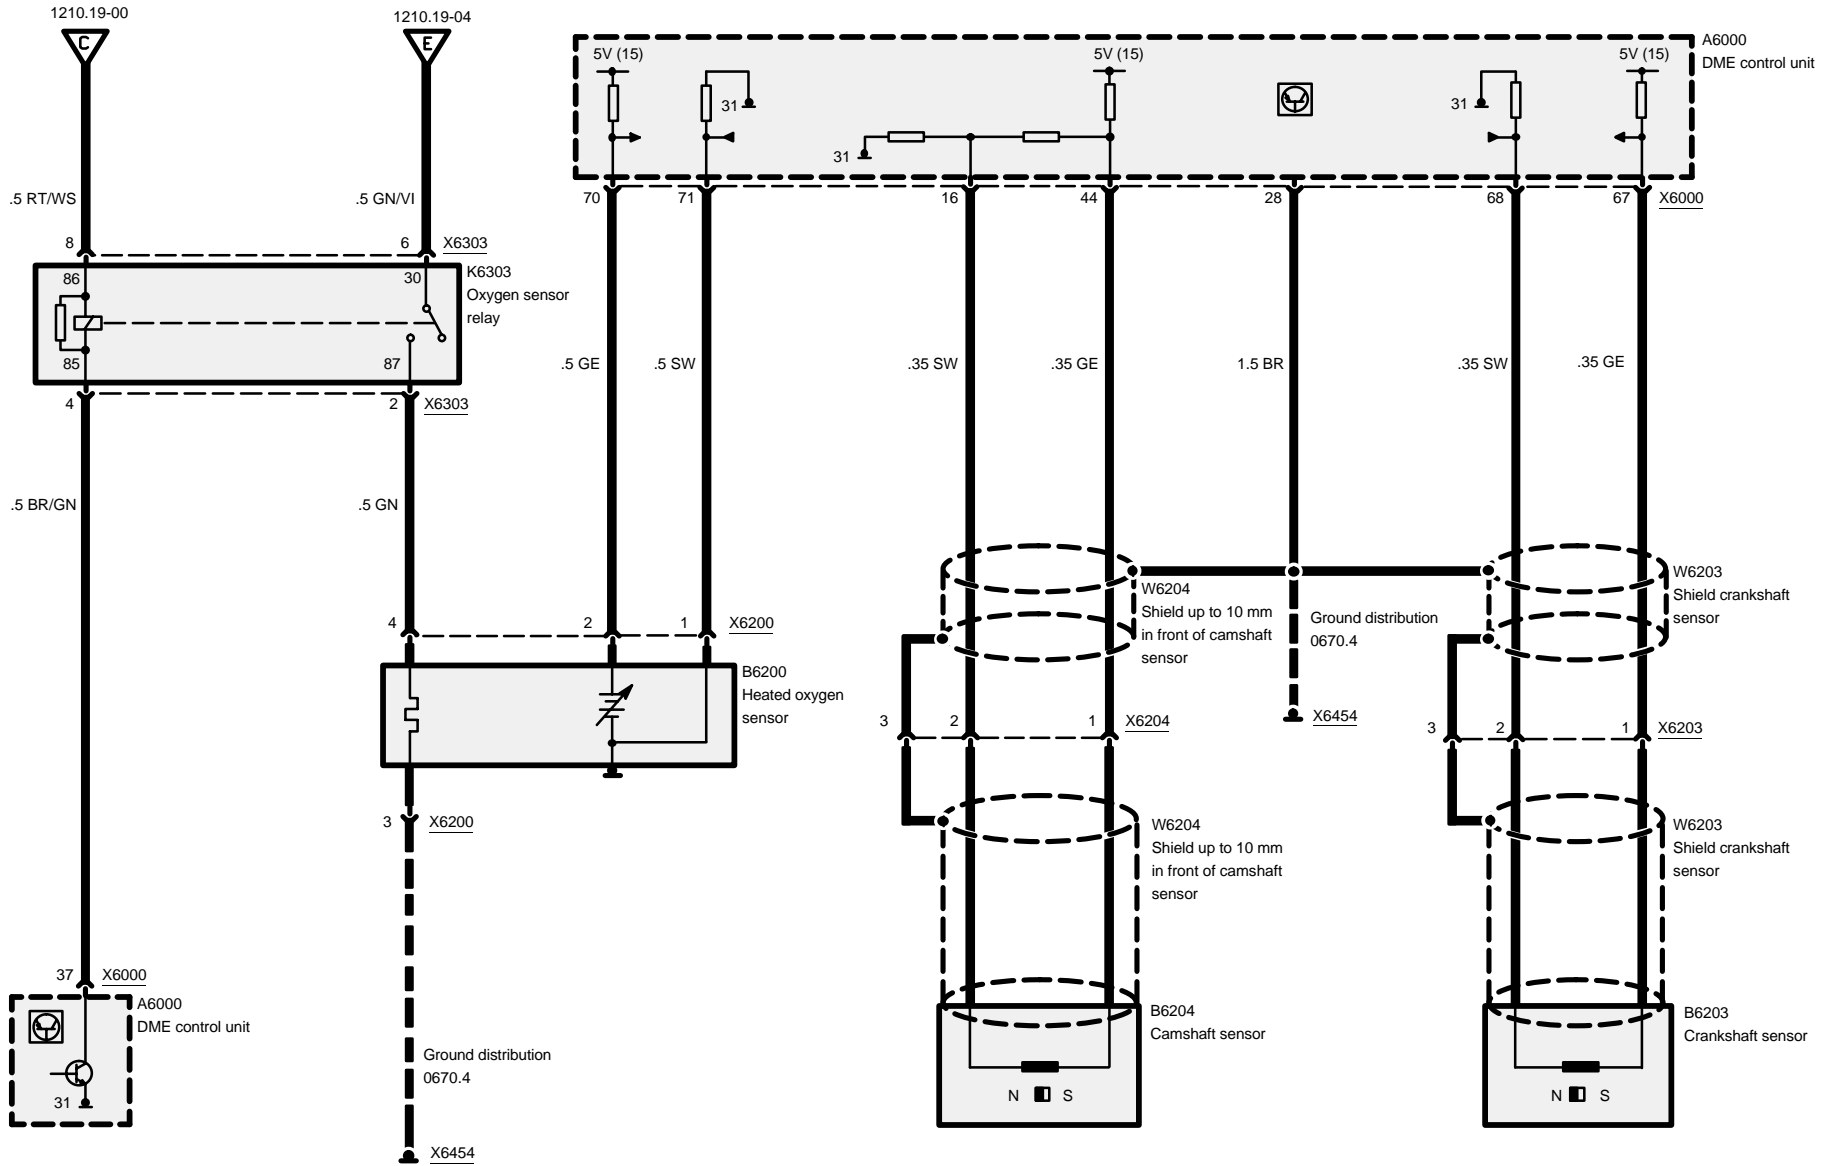 1210.19-00
1210.19-04
C
E
A6000
DME control unit
5V (15)
5V (15)
5V (15)
31
31
31
.5 RT/WS
.5 GN/VI
70
71
16
44
28
68
67
X6000
8
6
X6303
86
30
K6303
Oxygen sensor
relay
85
87
4
2
X6303
.5 GE
.5 SW
.35 SW
.35 GE
1.5 BR
.35 SW
.35 GE
.5 BR/GN
.5 GN
W6204
Shield up to 10 mm
in front of camshaft
sensor
Ground distribution
0670.4
W6203
Shield crankshaft
sensor
4
2
1
X6200
B6200
Heated oxygen
sensor
3
2
1
X6204
X6454
3
2
1
X6203
3
X6200
W6204
Shield up to 10 mm
in front of camshaft
sensor
W6203
Shield crankshaft
sensor
37
X6000
A6000
DME control unit
31
Ground distribution
0670.4
X6454
B6204
Camshaft sensor
N
S
B6203
Crankshaft sensor
N
S